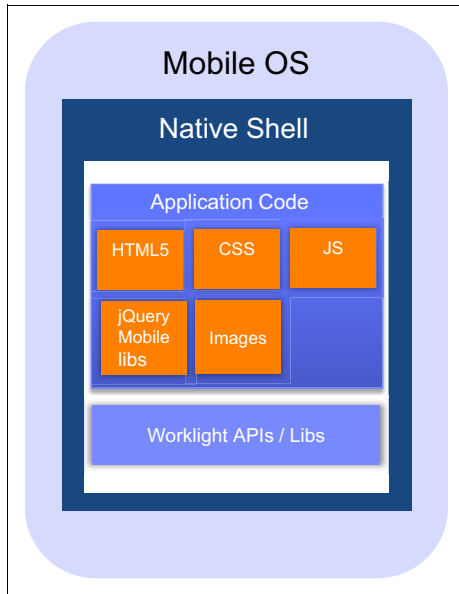 Mobile OS
Native Shell
Application Code
HTML5 CSS JS
jQuery
Mobile
libs
Images
Worklight APIs / Libs